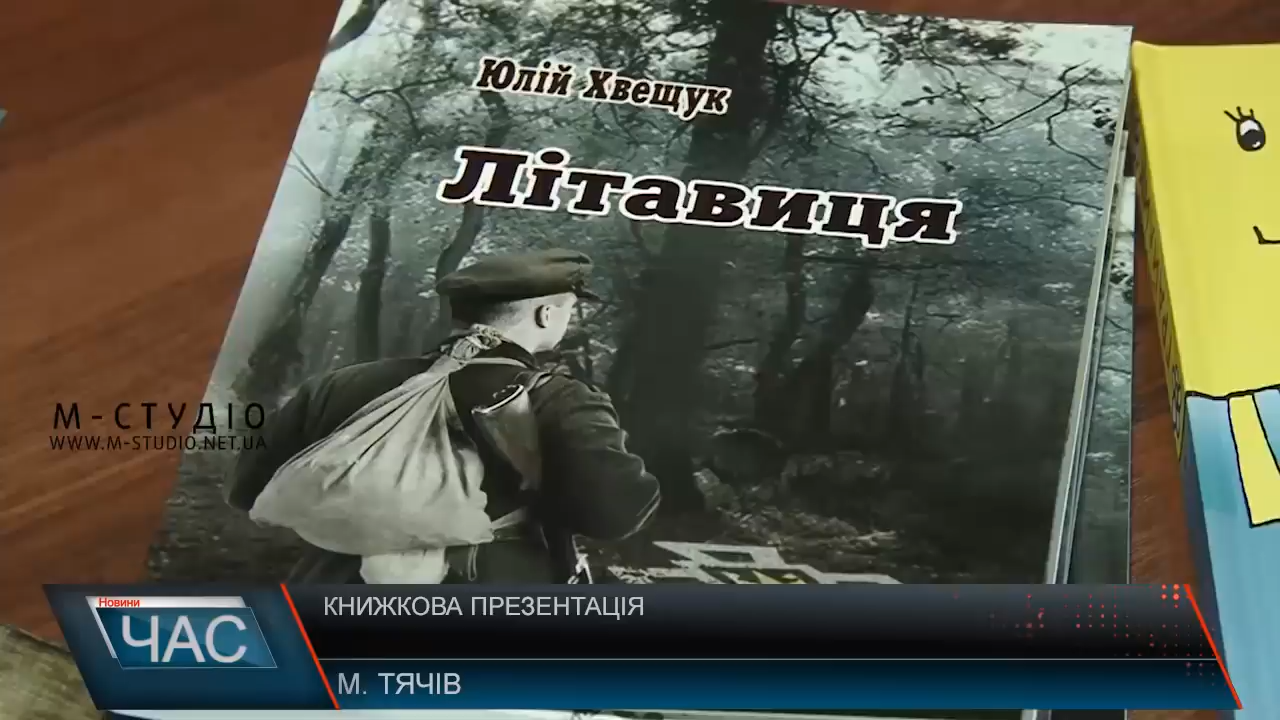 Юлій Хвещук
Літавиця
М-СТУДІО
WWW.M-STUDIO.NET.UA
Новини
ЧАС
КНИЖКОВА ПРЕЗЕНТАЦІЯ
М. ТЯЧІВ